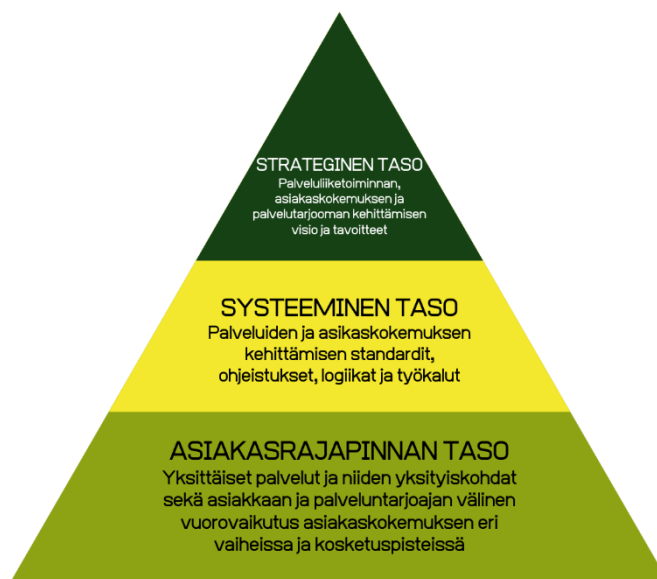 STRATEGINEN TASO
Palveluliiketoiminnan,
asiakaskokemuksen ja
palvelutarjooman kehittämisen
visio ja tavoitteet
SYSTEEMINEN TASO
Palveluiden ja asikaskokemuksen
kehittämisen standardit,
ohjeistukset, logiikat ja työkalut
ASIAKASRAJAPINNAN TASO
Yksittäiset palvelut ja niiden yksityiskohdat
sekä asiakkaan ja palveluntarjoajan välinen
vuorovaikutus asiakaskokemuksen eri
vaiheissa ja kosketuspisteissä